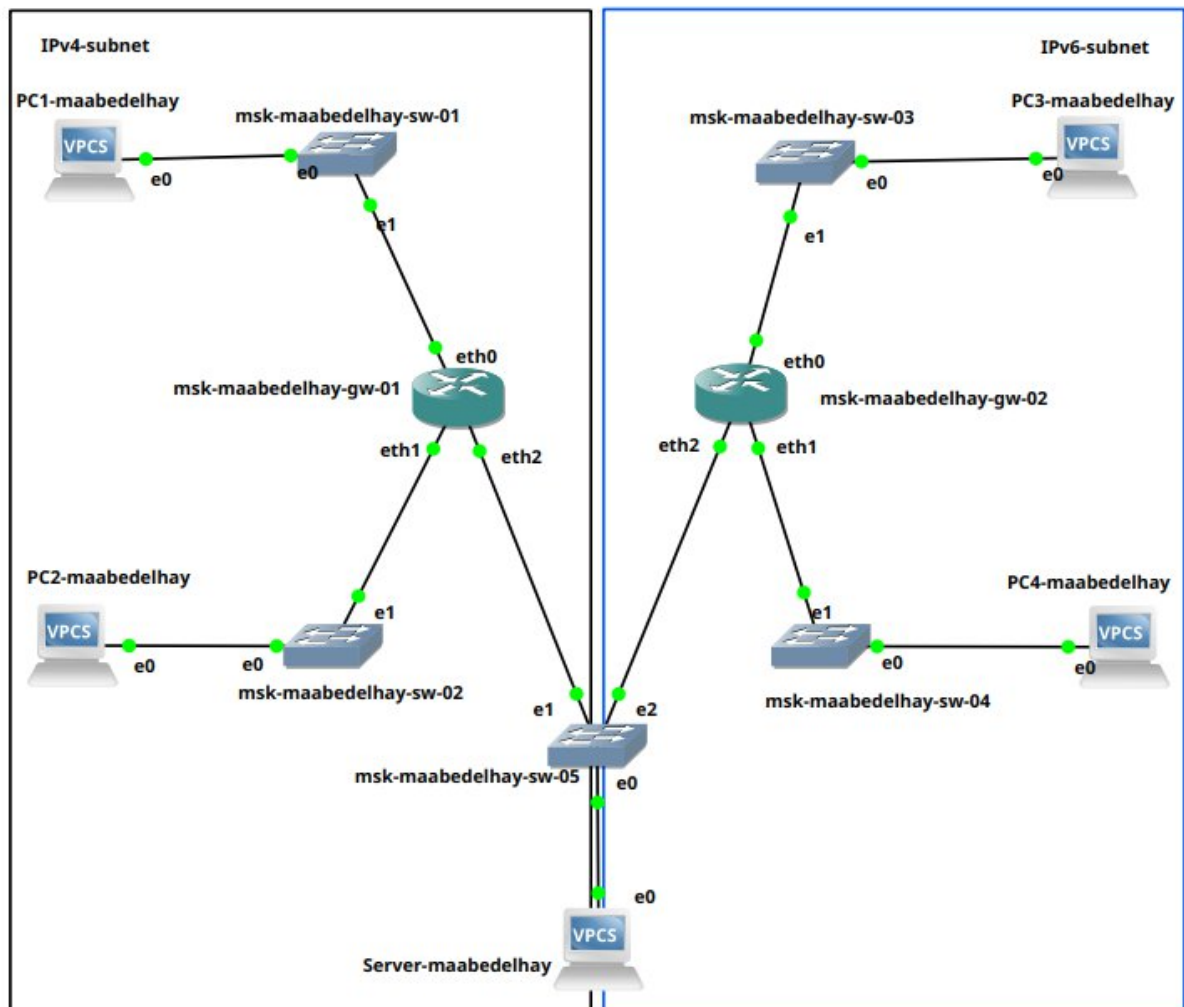 IPv4-subnet
IPv6-subnet
PC1-maabedelhay
VPCS
e0
msk-maabedelhay-sw-01
e0
e1
msk-maabedelhay-sw-03
e0
e1
PC3-maabedelhay
VPCS
e0
eth0
msk-maabedelhay-gw-01
eth1
eth2
eth0
msk-maabedelhay-gw-02
eth2
eth1
PC2-maabedelhay
VPCS
e0
e0
e1
msk-maabedelhay-sw-02
e1
e0
msk-maabedelhay-sw-04
PC4-maabedelhay
VPCS
e0
e1
e2
msk-maabedelhay-sw-05
e0
e0
VPCS
Server-maabedelhay